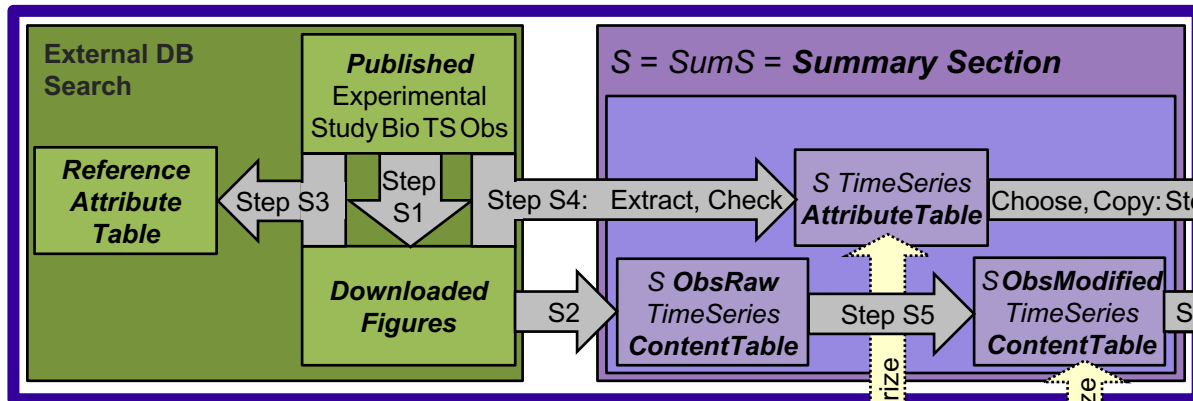 External DB
Search
Published
Experimental
Study Bio TS Obs
Reference
Attribute
Table
Step S3
Step
S1
Step S4: Extract, Check
Downloaded
Figures
S2
S = SumS = Summary Section
S TimeSeries
AttributeTable
Choose, Copy:
S ObsRaw
TimeSeries
ContentTable
Step S5
S ObsModified
TimeSeries
ContentTable